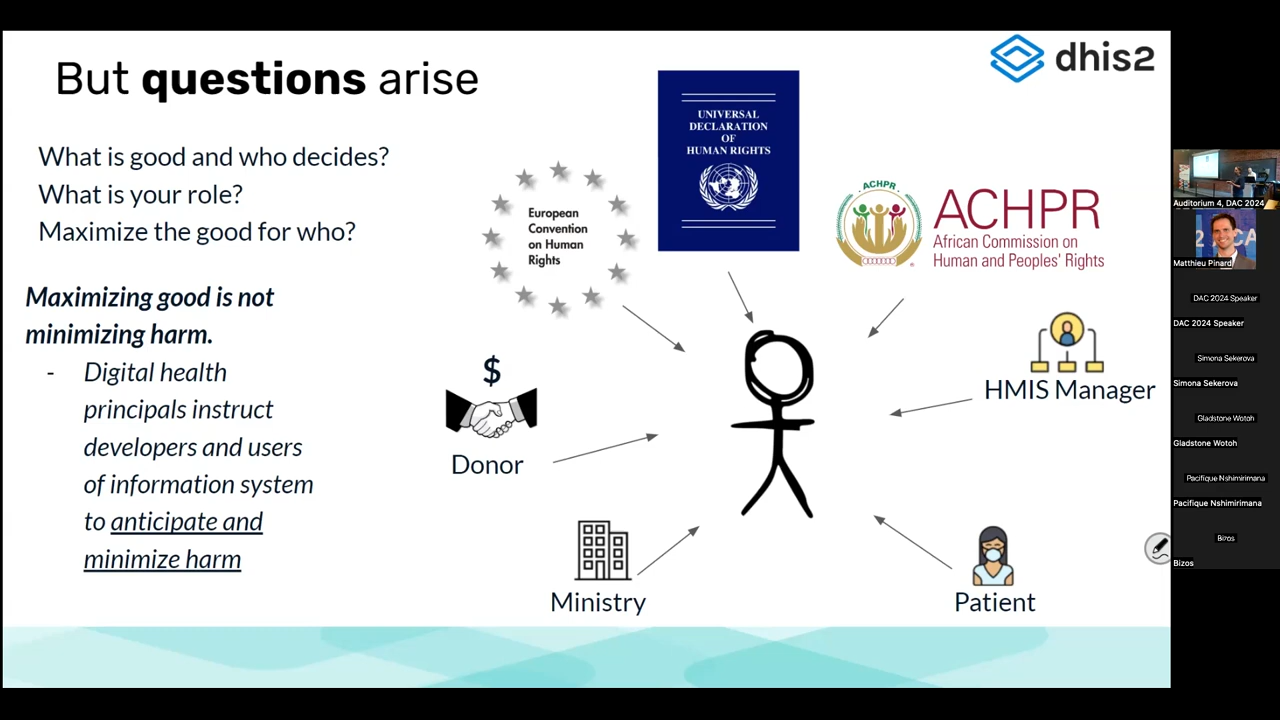 But questions arise
dhis2
What is good and who decides?
What is your role?
Maximize the good for who?
Maximizing good is not
minimizing harm.
- Digital health
principals instruct
developers and users
of information system
to anticipate and
minimize harm
European
Convention
on Human
Rights
UNIVERSAL
DECLARATION
OF
HUMAN RIGHTS
ACHPR
ACHPR
African Commission on
Human and Peoples' Rights
$
Donor
HMIS Manager
Ministry
Patient
Auditorium 4, DAC 2024
Matthieu Pinard
DAC 2024 Speaker
DAC 2024 Speaker
Simona Sekerova
Simona Sekerova
Gladstone Wotoh
Gladstone Wotoh
Pacifique Nshimirimana
Pacifique Nshimirimana
Bizos
Bizos